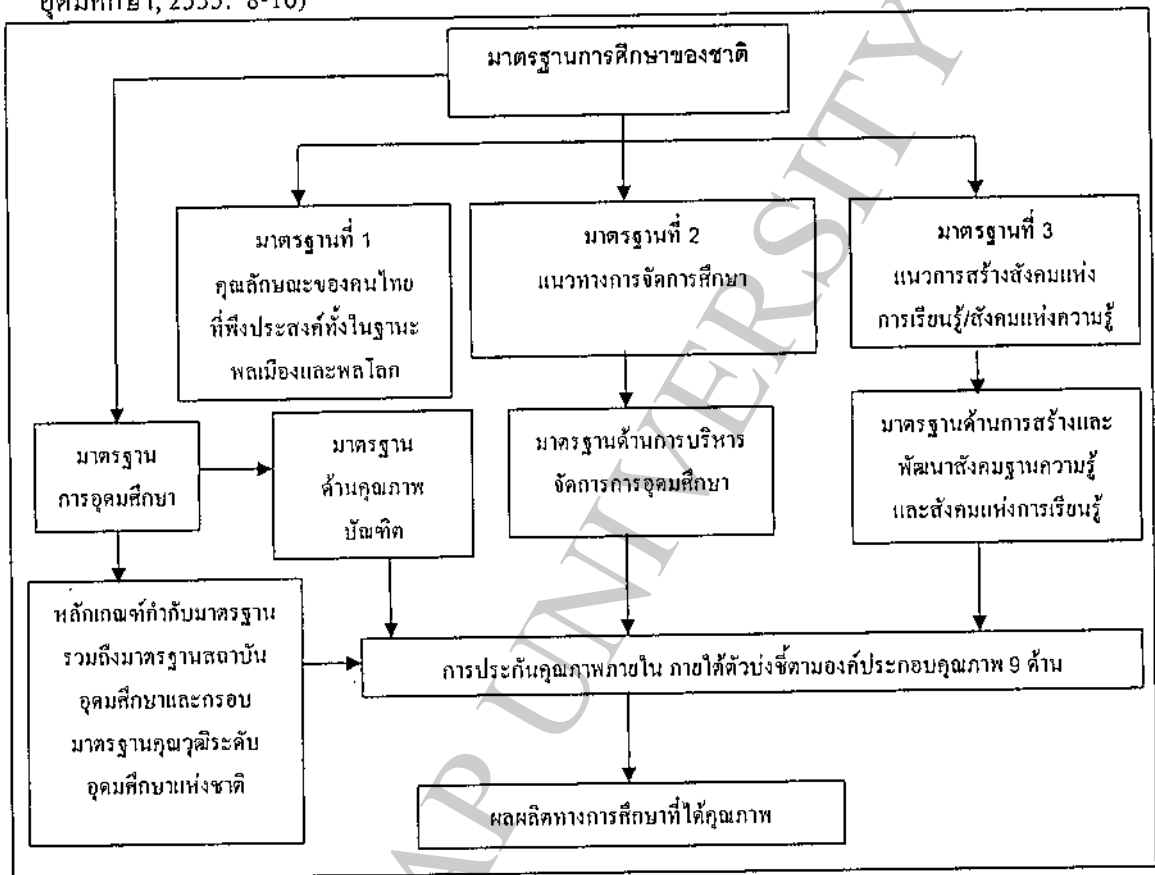 อุดมศึกษา, 2553: 8-10)
มาตรฐานการศึกษาของชาติ
มาตรฐานที่ 1
คุณลักษณะของคนไทย
ที่พึงประสงค์ทั้งในฐานะ
พลเมืองและพลโลก
มาตรฐานที่ 2
แนวทางการจัดการศึกษา
มาตรฐานที่ 3
แนวการสร้างสังคมแห่ง
การเรียนรู้/สังคมแห่งความรู้
มาตรฐาน
การอุดมศึกษา
มาตรฐาน
ด้านคุณภาพ
บัณฑิต
มาตรฐานด้านการบริหาร
จัดการการอุดมศึกษา
มาตรฐานด้านการสร้างและ
พัฒนาสังคมฐานความรู้
และสังคมแห่งการเรียนรู้
หลักเกณฑ์กำกับมาตรฐาน
รวมถึงมาตรฐานสถาบัน
อุดมศึกษาและกรอบ
มาตรฐานคุณวุฒิระดับ
อุดมศึกษาแห่งชาติ
การประกันคุณภาพภายใน ภายใต้ตัวบ่งชี้ตามองค์ประกอบคุณภาพ 9 ด้าน
ผลผลิตทางการศึกษาที่ได้คุณภาพ
AP UNIVERSITY